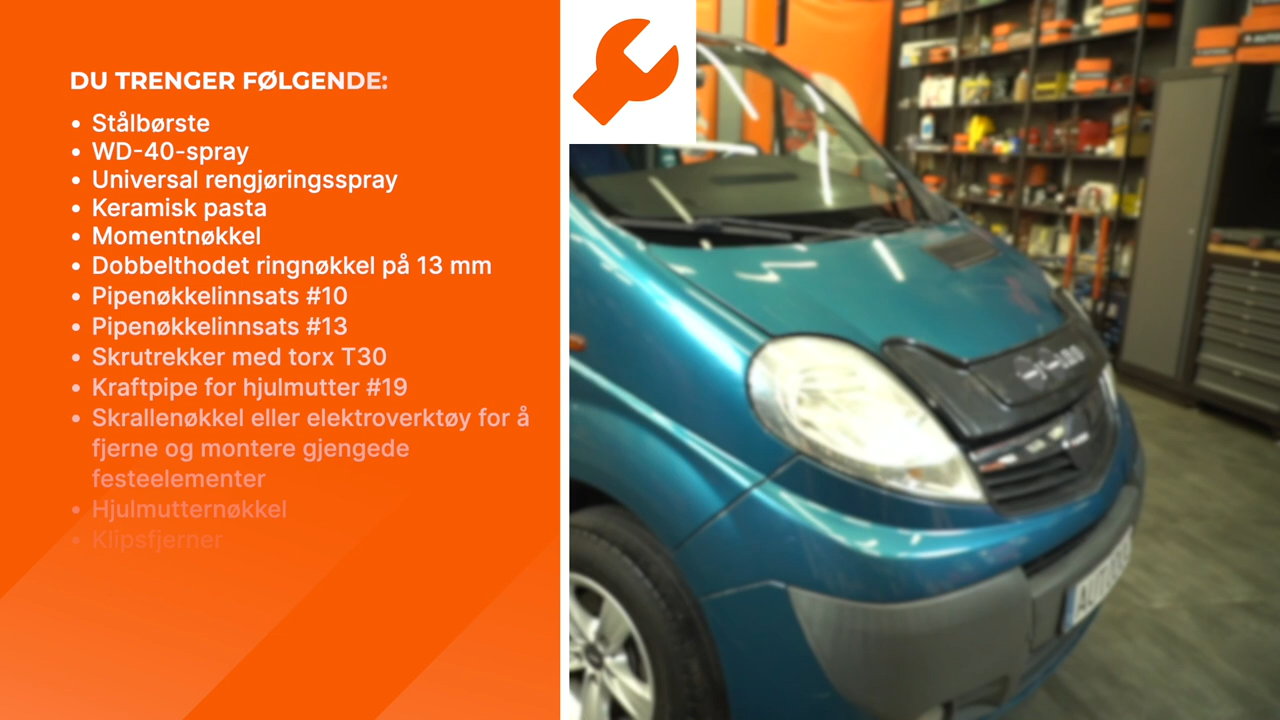 DU TRENGER FØLGENDE:
• Stålbørste
• WD-40-spray
• Universal rengjøringsspray
• Keramisk pasta
• Momentnøkkel
• Dobbelthodet ringnøkkel på 13 mm
• Pipenøkkelinnsats #10
• Pipenøkkelinnsats #13
• Skrutrekker med torx T30
• Kraftpipe for hjulmutter #19
• Skrallenøkkel eller elektroverktøy for å
fjerne og montere gjengede
festeelementer
• Hjulmutternøkkel
• Klipsfjerner